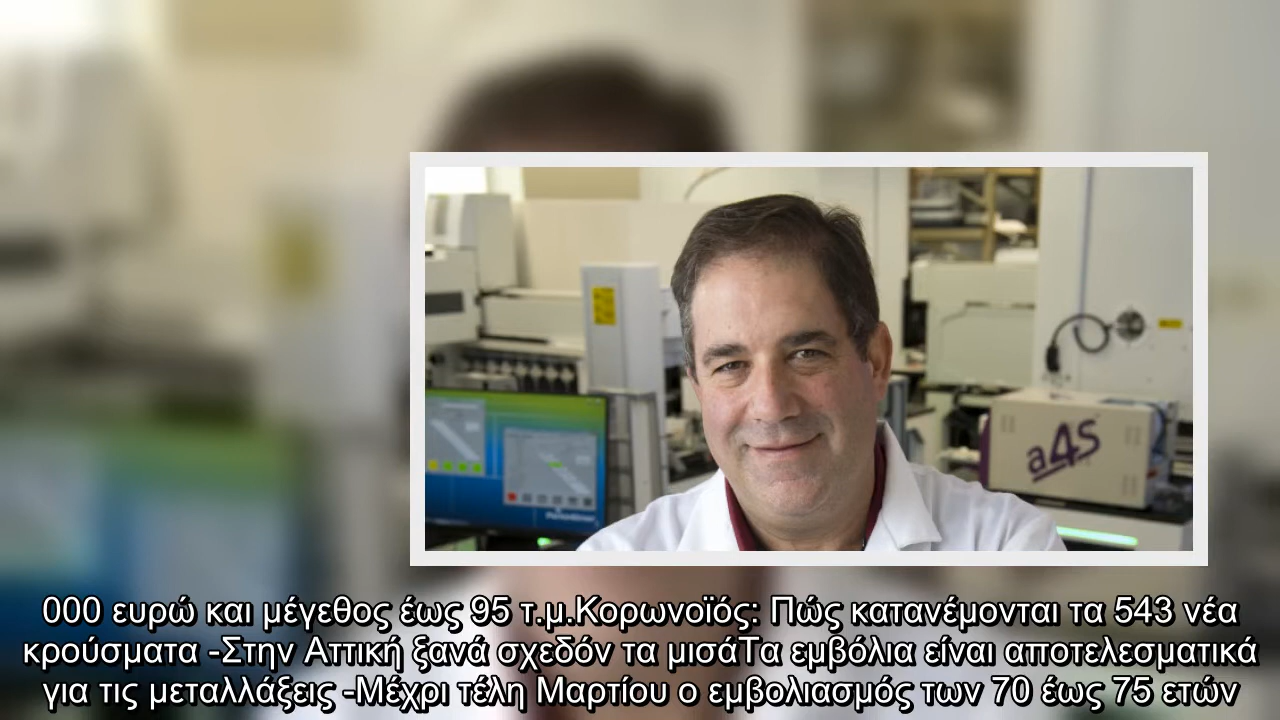 a4s
000 ευρώ και μέγεθος έως 95 τ.μ.Κορωνοϊός: Πώς κατανέμονται τα 543 νέα
κρούσματα -Στην Αττική ξανά σχεδόν τα μισάΤα εμβόλια είναι αποτελεσματικά
για τις μεταλλάξεις -Μέχρι τέλη Μαρτίου ο εμβολιασμός των 70 έως 75 ετών